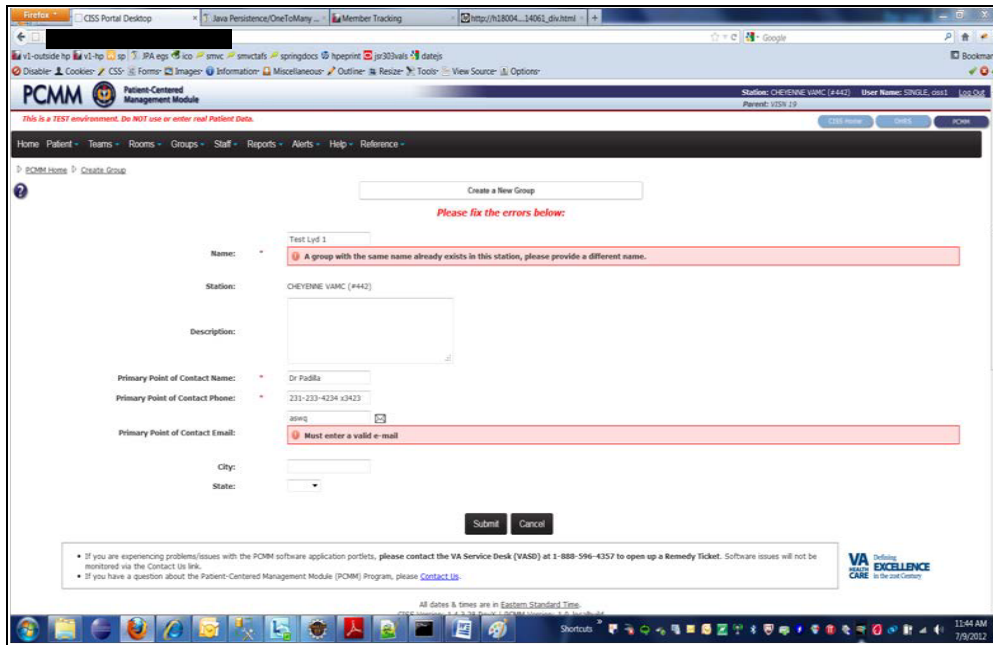 Firefox
CISS Portal Desktop
Java Persistence/OneToMany ...
Member Tracking
http://h18004...14061_div.html
Google
v1-outside hp v1-hp sp JPA egs ico smvc smvctafs springdocs hpeprint jsr303vals datejs
Bookmar
Disable Cookies CSS Forms Images Information Miscellaneous Outline Resize Tools View Source Options
PCMM Patient-Centered
Management Module
Station: CHEYENNE VAMC (#442) User Name: SINGLE, ciss1 Log Out
Parent: VISN 19
This is a TEST environment. Do NOT use or enter real Patient Data.
CISS Home
PCMM
Home Patient Teams Rooms Groups Staff Reports Alerts Help Reference
PCMM Home Create Group
Create a New Group
Please fix the errors below:
Test Lyd 1
Name: *
A group with the same name already exists in this station, please provide a different name.
Station: CHEYENNE VAMC (#442)
Description:
Primary Point of Contact Name: * Dr Padilla
Primary Point of Contact Phone: * 231-233-4234 x3423
aswq
Primary Point of Contact Email:
Must enter a valid e-mail
City:
State:
Submit Cancel
• If you are experiencing problems/issues with the PCMM software application portlets, please contact the VA Service Desk (VASD) at 1-888-596-4357 to open up a Remedy Ticket. Software issues will not be
monitored via the Contact Us link.
• If you have a question about the Patient-Centered Management Module (PCMM) Program, please Contact Us.
VA HEALTH CARE Defining EXCELLENCE in the 21st Century
All dates & times are in Eastern Standard Time.
Shortcuts
11:44 AM
7/9/2012